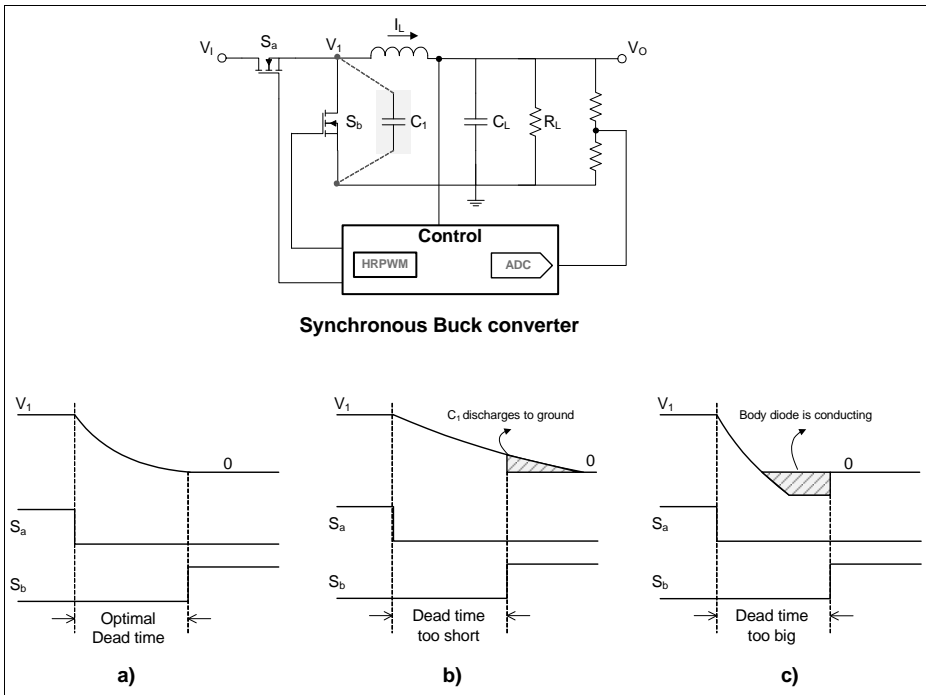 I_L
V_I
S_a
V_1
V_O
S_b
C_1
C_L
R_L
Control
HRPWM
ADC
Synchronous Buck converter
V_1
0
S_a
S_b
Optimal
Dead time
a)
V_1
C_1 discharges to ground
0
S_a
S_b
Dead time
too short
b)
V_1
Body diode is conducting
0
S_a
S_b
Dead time
too big
c)